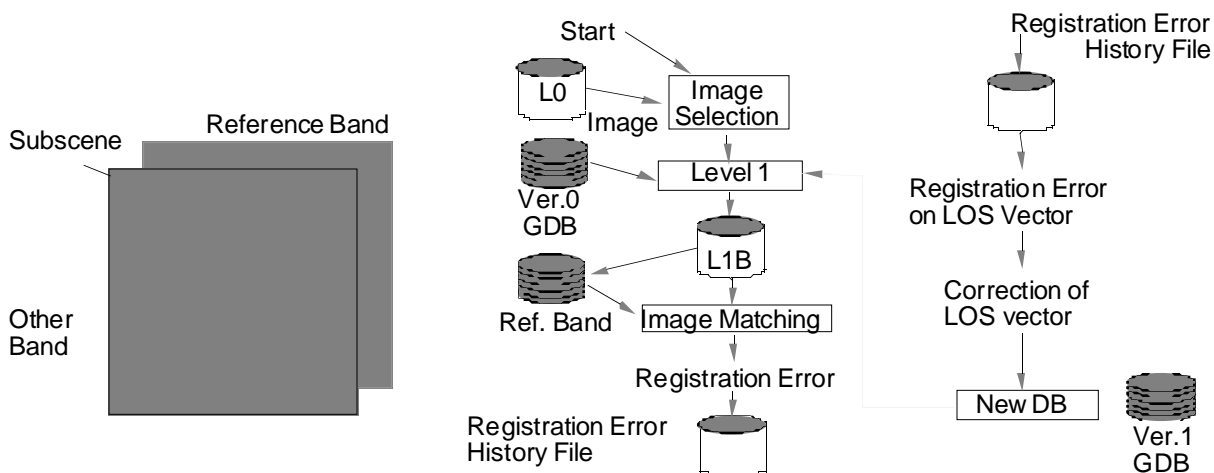 Reference Band
Subscene
Other
Band
Start
L0
Image
Image
Selection
Ver.0
GDB
Level 1
L1B
Ref. Band
Image Matching
Registration Error
Registration Error
History File
Registration Error
History File
Registration Error
on LOS Vector
Correction of
LOS vector
New DB
Ver.1
GDB